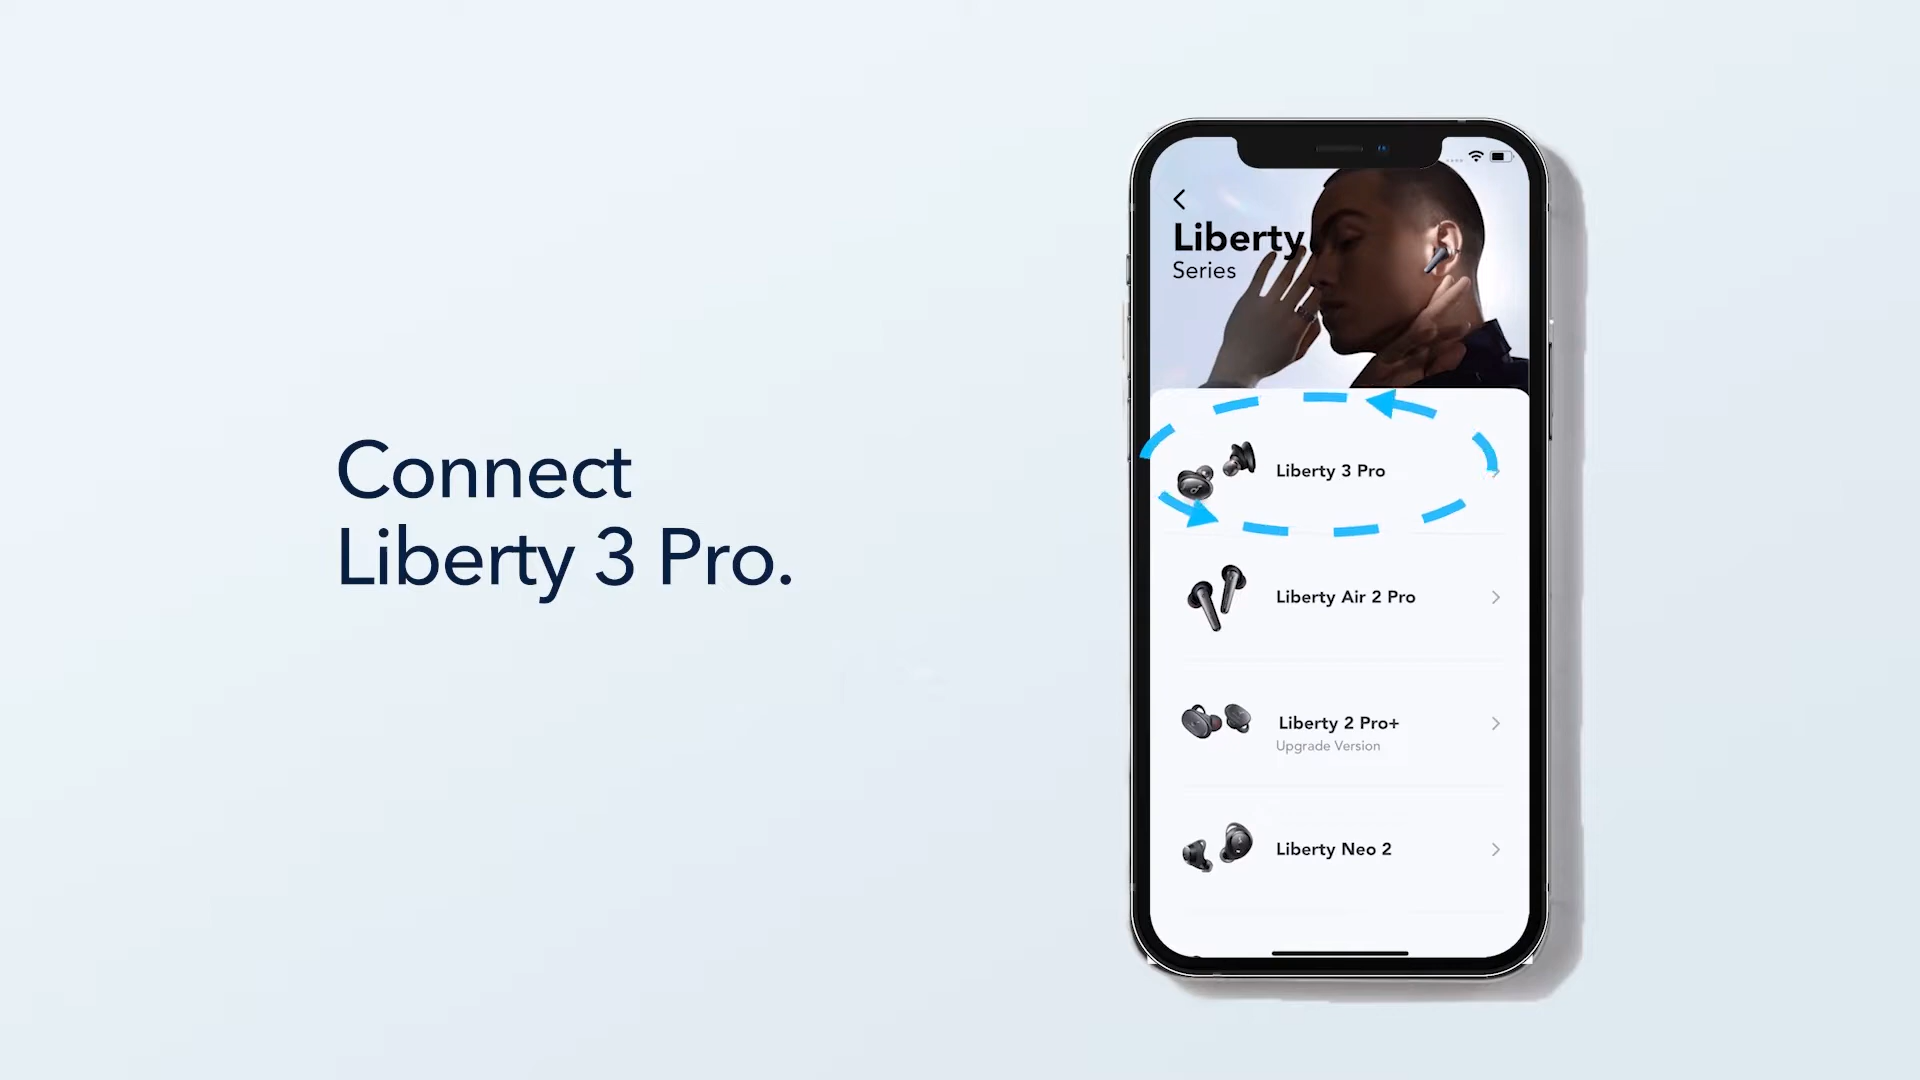 Connect
Liberty 3 Pro.
Liberty
Series
Liberty 3 Pro
Liberty Air 2 Pro
Liberty 2 Pro+
Upgrade Version
Liberty Neo 2